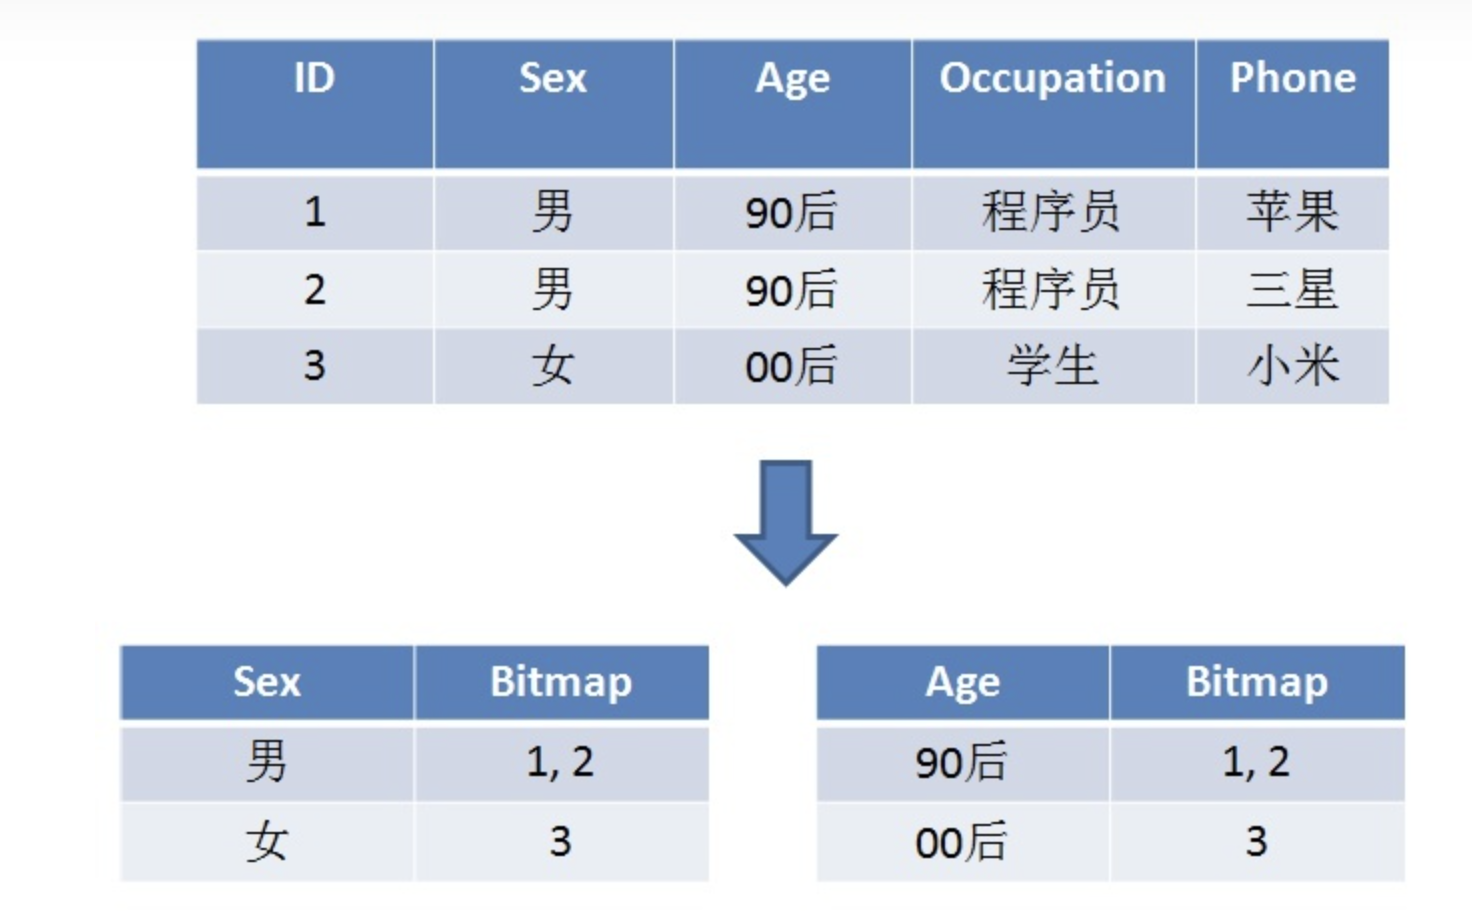 ID Sex Age Occupation Phone
1 男 90后 程序员 苹果
2 男 90后 程序员 三星
3 女 00后 学生 小米
Sex Bitmap
男 1, 2
女 3
Age Bitmap
90后 1, 2
00后 3